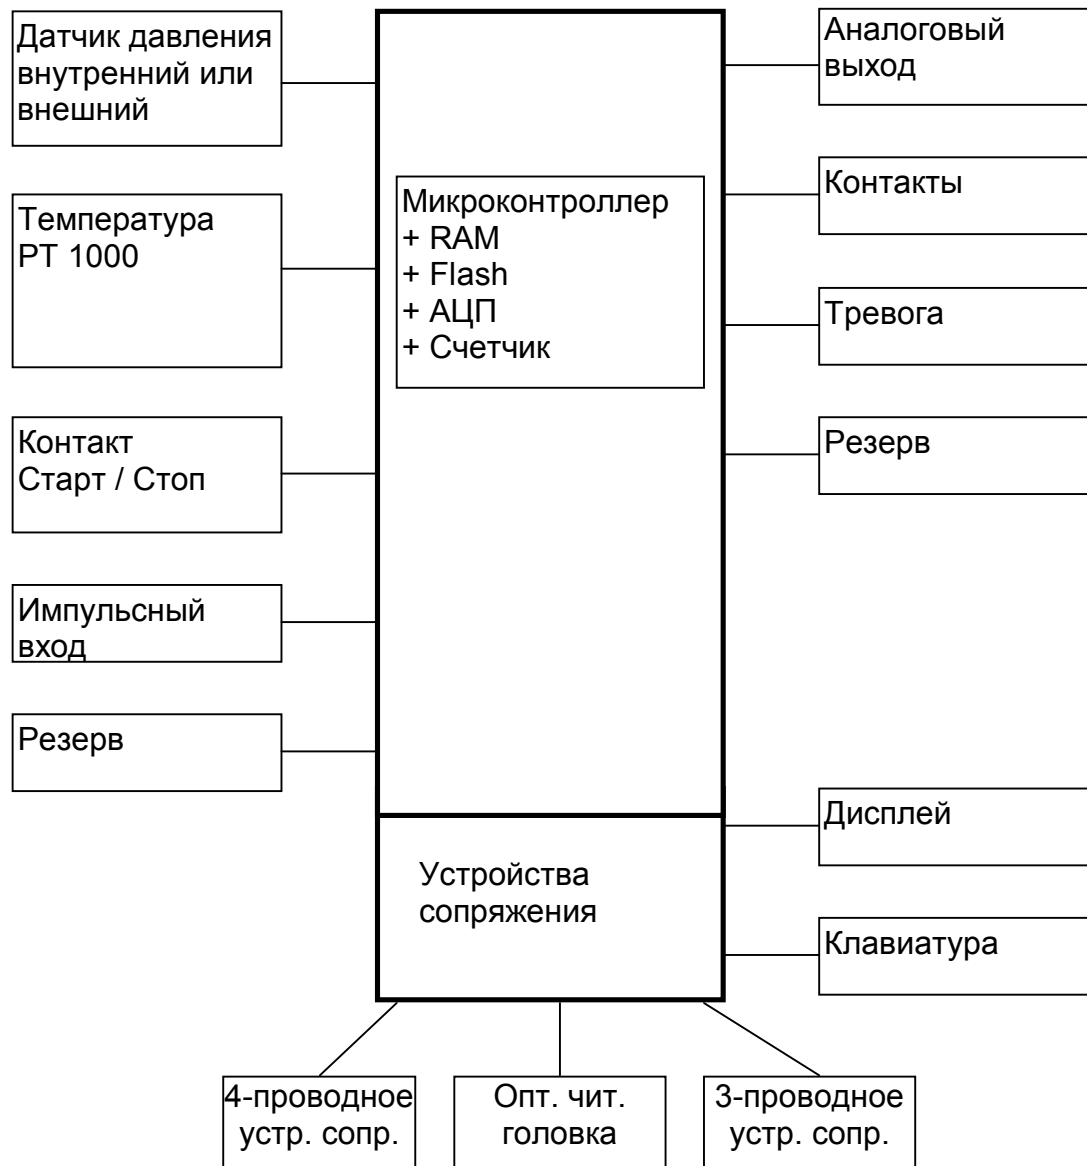 Датчик давления
внутренний или
внешний
Температура
РТ 1000
Контакт
Старт / Стоп
Импульсный
вход
Резерв
Микроконтроллер
+ RAM
+ Flash
+ АЦП
+ Счетчик
Устройства
сопряжения
Аналоговый
выход
Контакты
Тревога
Резерв
Дисплей
Клавиатура
4-проводное
устр. сопр.
Опт. чит.
головка
3-проводное
устр. сопр.